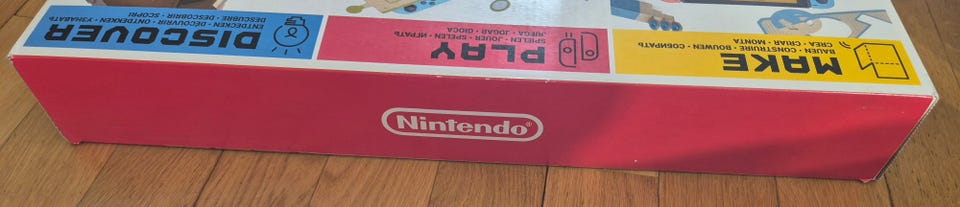 MAKE
BAUEN · CONSTRUIRE · BOUWEN · СОБИРАТЬ
CREA · CRIAR · MONTA
PLAY
SPIELEN · JOUER · SPELEN · ИГРАТЬ
JUEGA · JOGAR · GIOCA
DISCOVER
ENTDECKEN · DÉCOUVRIR · ONTDEKKEN · УЗНАВАТЬ
DESCUBRE · DESCOBRIR · SCOPRI
Nintendo®